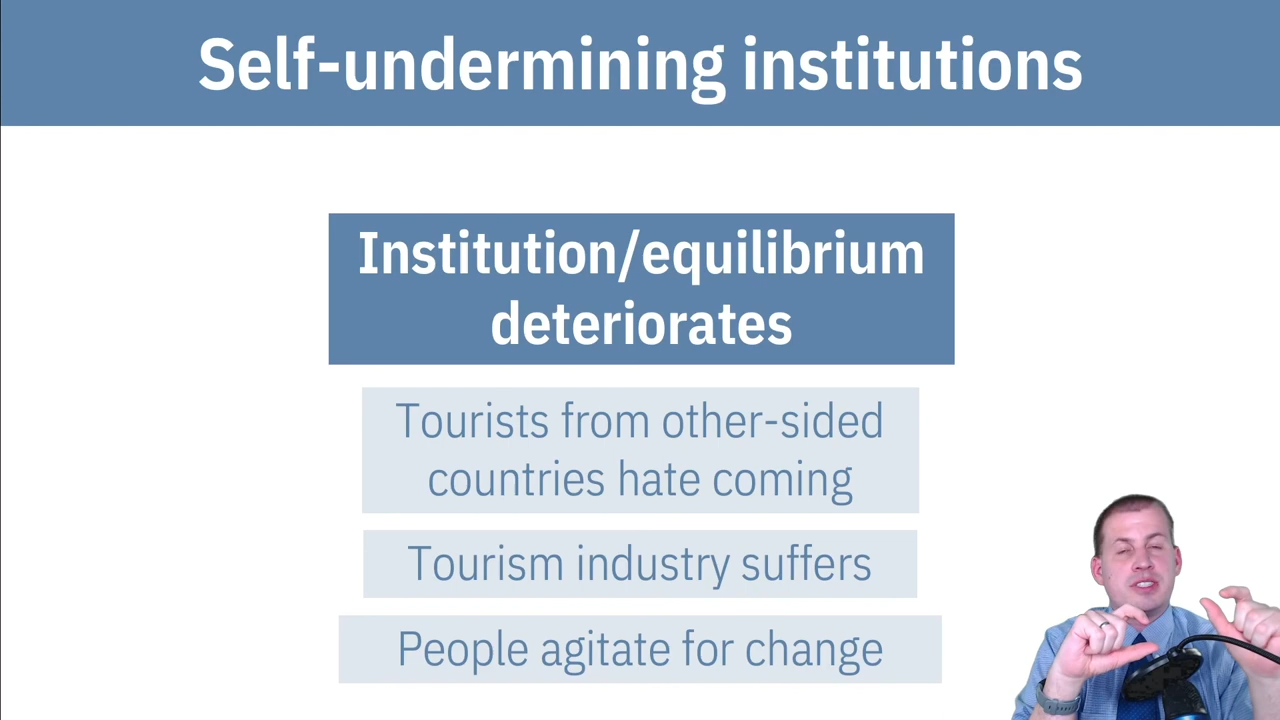 Self-undermining institutions
Institution/equilibrium
deteriorates
Tourists from other-sided
countries hate coming
Tourism industry suffers
People agitate for change